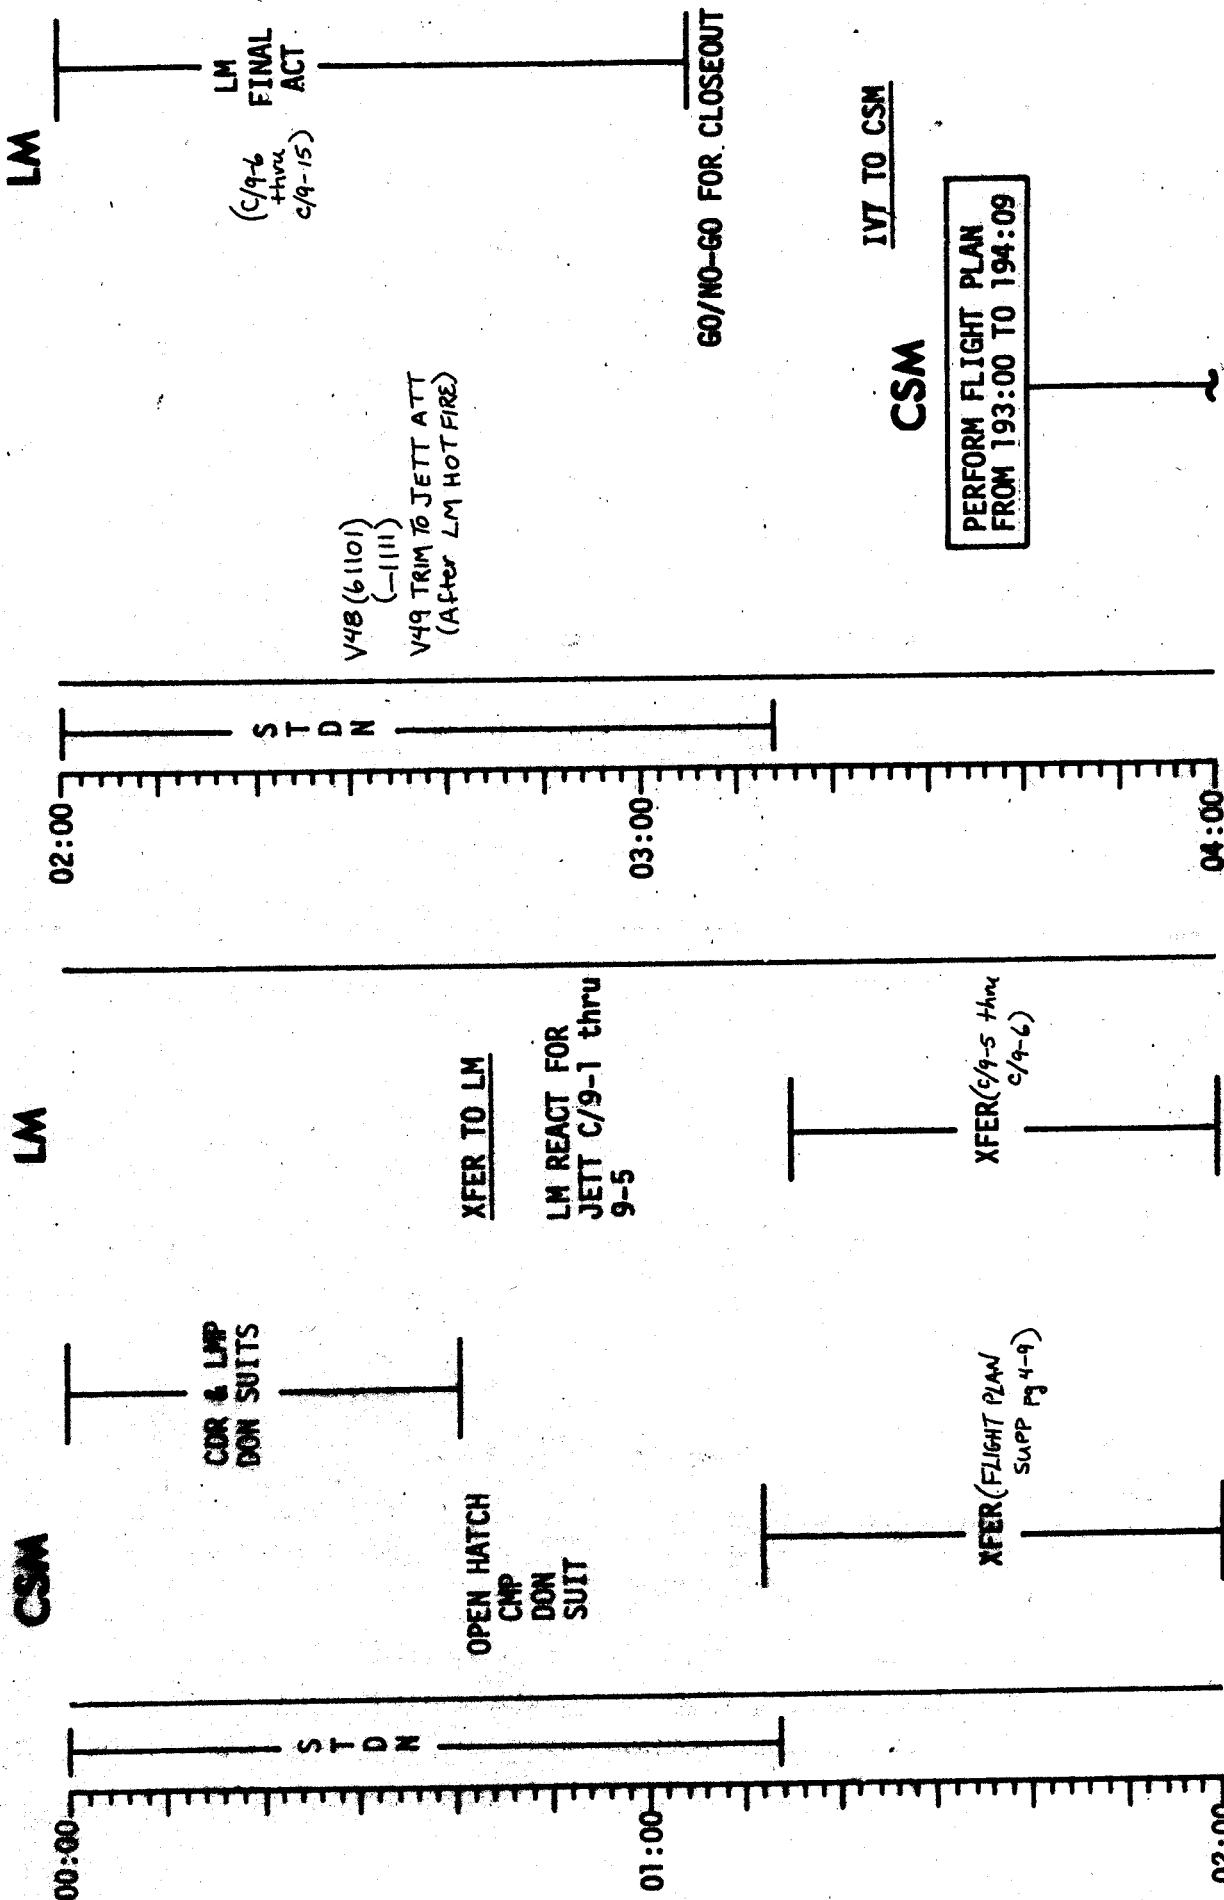 CSM
LM
00:00
01:00
02:00
S
T
D
N
CDR & LMP
DON SUITS
OPEN HATCH
CMP
DON
SUIT
XFER TO LM
LM REACT FOR
JETT C/9-1 thru
9-5
XFER (FLIGHT PLAN
SUPP pg 4-9)
XFER (C/9-5 thru
C/9-6)
LM
02:00
03:00
04:00
S
T
D
N
LM
FINAL
ACT
(C/9-6
thru
C/9-15)
V48 (61101)
(-1111)
V49 TRIM TO JETT ATT
(After LM HOT FIRE)
GO/NO-GO FOR CLOSEOUT
IVT TO CSM
CSM
PERFORM FLIGHT PLAN
FROM 193:00 TO 194:09